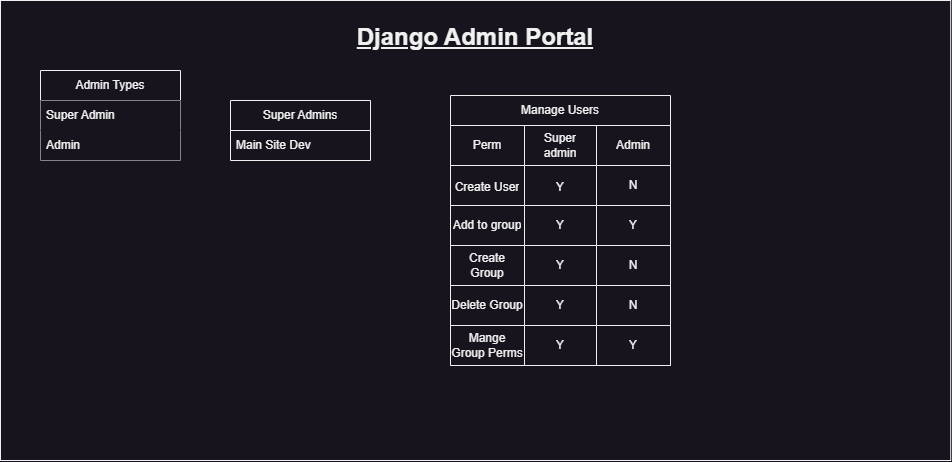 Django Admin Portal
Admin Types
Super Admin
Admin
Super Admins
Main Site Dev
Manage Users
Perm
Super
admin
Admin
Create User
Y
N
Add to group
Y
Y
Create
Group
Y
N
Delete Group
Y
N
Mange
Group Perms
Y
Y